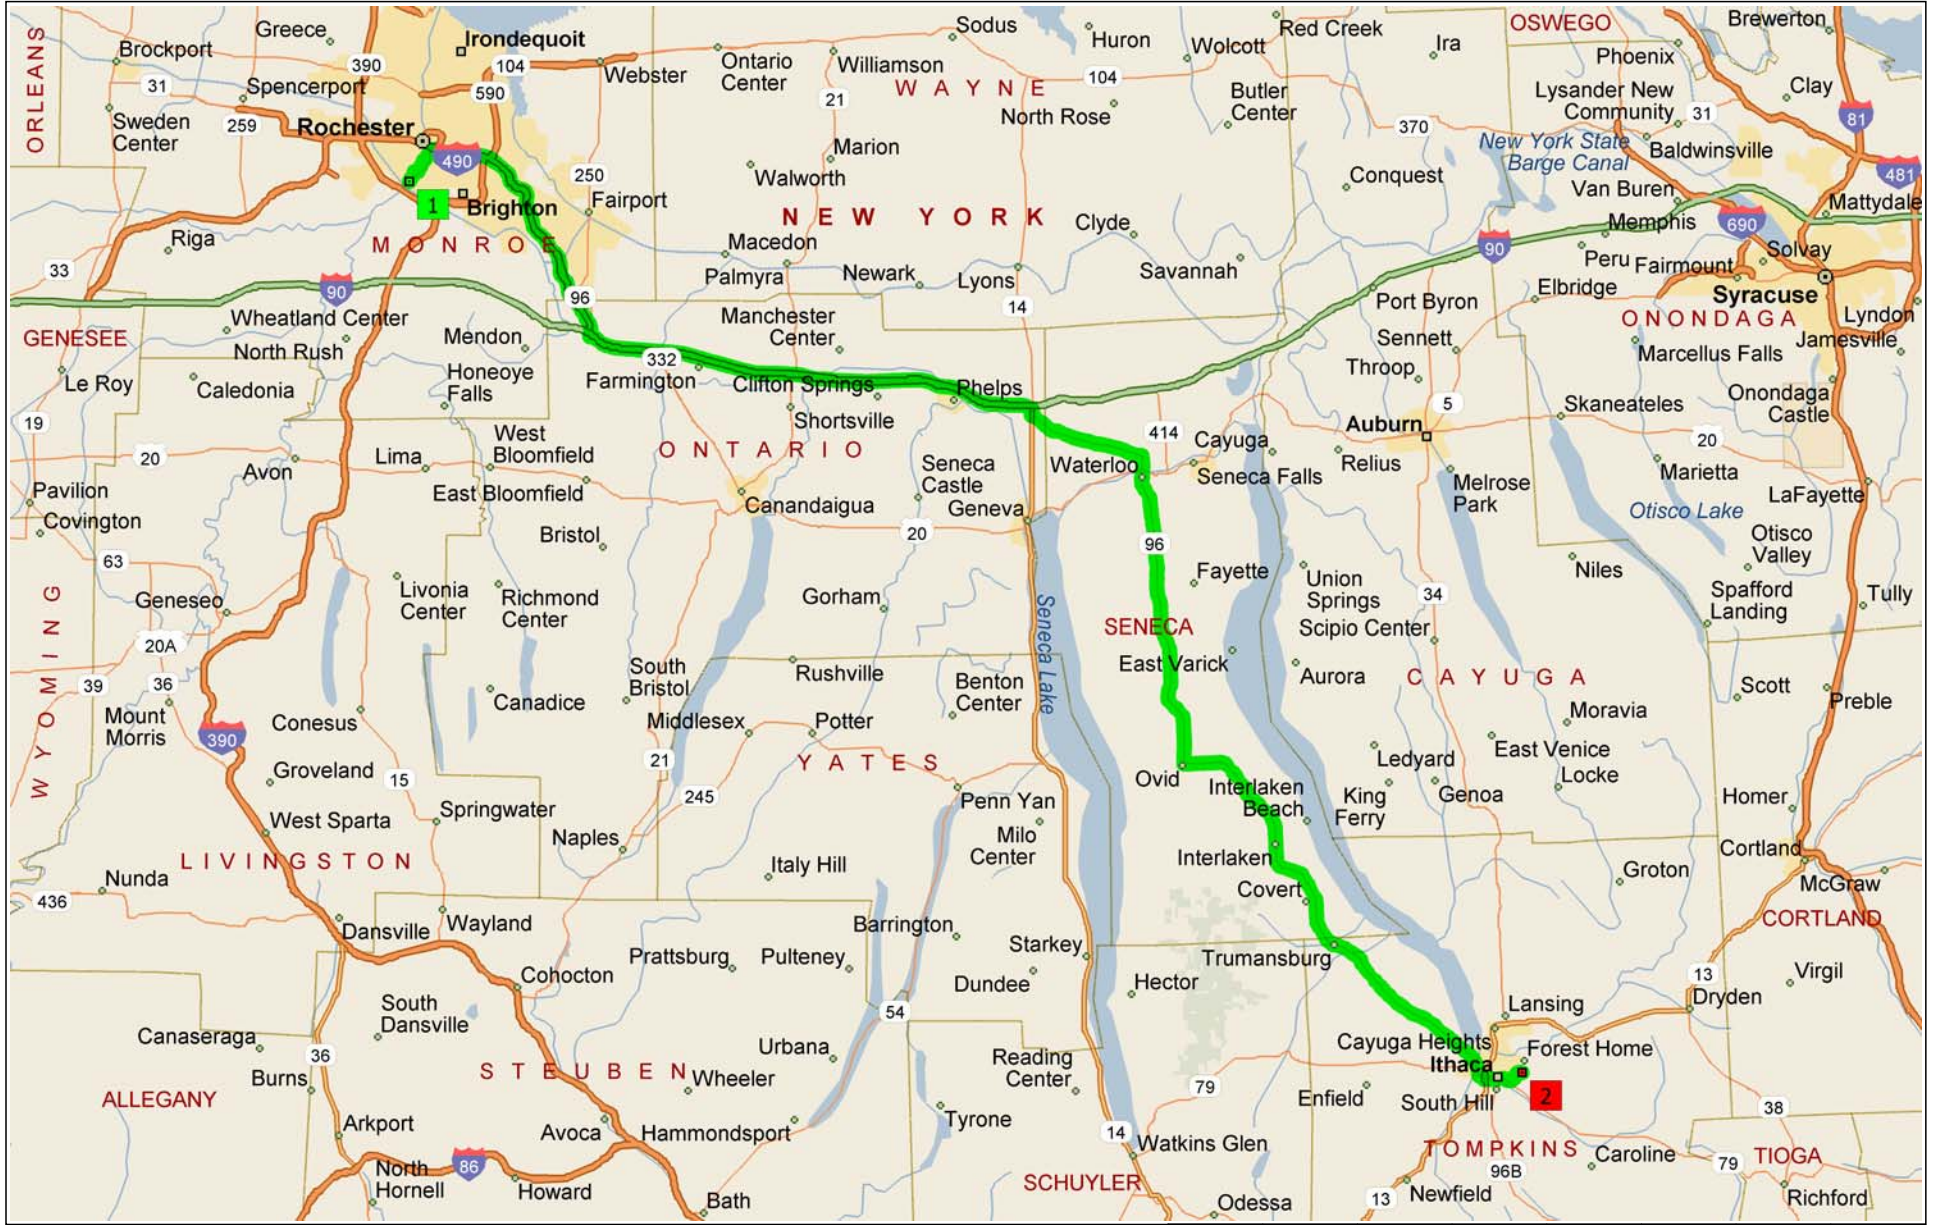 ORLEANS
Brockport
Greece
Irondequoit
390
104
31
Spencerport
590
Webster
259
Sweden
Center
Rochester
490
250
Fairport
1
Brighton
MONROE
Riga
33
90
96
Ontario
Center
Williamson
Sodus
WAYNE
21
Huron
104
North Rose
Wolcott
Red Creek
Butler
Center
Ira
370
OSWEGO
Phoenix
Brewerton
Lysander New
Community
31
Clay
81
New York State
Barge Canal
Baldwinsville
481
Van Buren
Mattydale
Memphis
690
Solvay
Peru
Fairmount
Elbridge
Syracuse
ONONDAGA
Lyndon
Jamesville
Marcellus Falls
Marion
Walworth
NEW YORK
Conquest
Clyde
Macedon
Palmyra
Newark
Lyons
Savannah
90
Port Byron
14
GENESEE
Wheatland Center
North Rush
Mendon
Manchester
Center
Sennett
Throop
Le Roy
Caledonia
Honeoye
Falls
332
Farmington
Clifton Springs
Phelps
Shortsville
Onondaga
Castle
19
5
Skaneateles
Auburn
20
West
Bloomfield
ONTARIO
414
Cayuga
20
Avon
Lima
East Bloomfield
Seneca
Castle
Waterloo
Seneca Falls
Relius
Melrose
Park
Marietta
LaFayette
Pavilion
Covington
Canandaigua
Geneva
Otisco Lake
Bristol
20
96
Otisco
Valley
63
Niles
Fayette
Union
Springs
Livonia
Center
Richmond
Center
Gorham
34
Spafford
Landing
Tully
Geneseo
WYOMING
20A
Seneca Lake
SENECA
Scipio Center
East Varick
Aurora
CAYUGA
39
36
South
Bristol
Rushville
Benton
Center
Scott
Preble
Mount
Morris
Conesus
Canadice
Middlesex
Potter
Moravia
390
21
YATES
East Venice
Ledyard
Locke
Groveland
15
245
Ovid
Interlaken
Beach
King
Ferry
Genoa
Homer
West Sparta
Springwater
Naples
Penn Yan
Milo
Center
LIVINGSTON
Italy Hill
Interlaken
Cortland
Nunda
Covert
Groton
McGraw
436
CORTLAND
Dansville
Wayland
Barrington
Starkey
Prattsburg
Pulteney
Trumansburg
Cohocton
Dundee
Hector
13
Virgil
South
Dansville
54
Lansing
Dryden
Canaseraga
36
Urbana
Reading
Center
Cayuga Heights
Forest Home
Ithaca
Burns
STEUBEN
Wheeler
79
Enfield
South Hill
2
ALLEGANY
38
Arkport
Avoca
Hammondsport
Tyrone
14
Watkins Glen
TOMPKINS
96B
Caroline
79
TIOGA
86
North
Hornell
Howard
SCHUYLER
Bath
Odessa
13
Newfield
Richford